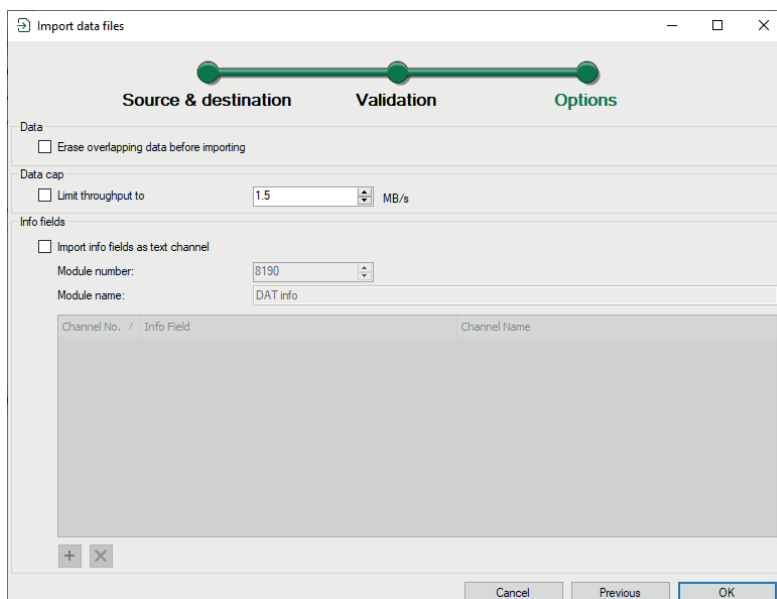 Import data files
Source & destination Validation Options
Data
Erase overlapping data before importing
Data cap
Limit throughput to 1.5 MB/s
Info fields
Import info fields as text channel
Module number: 8190
Module name: DAT info
Channel No. / Info Field Channel Name
Cancel Previous OK